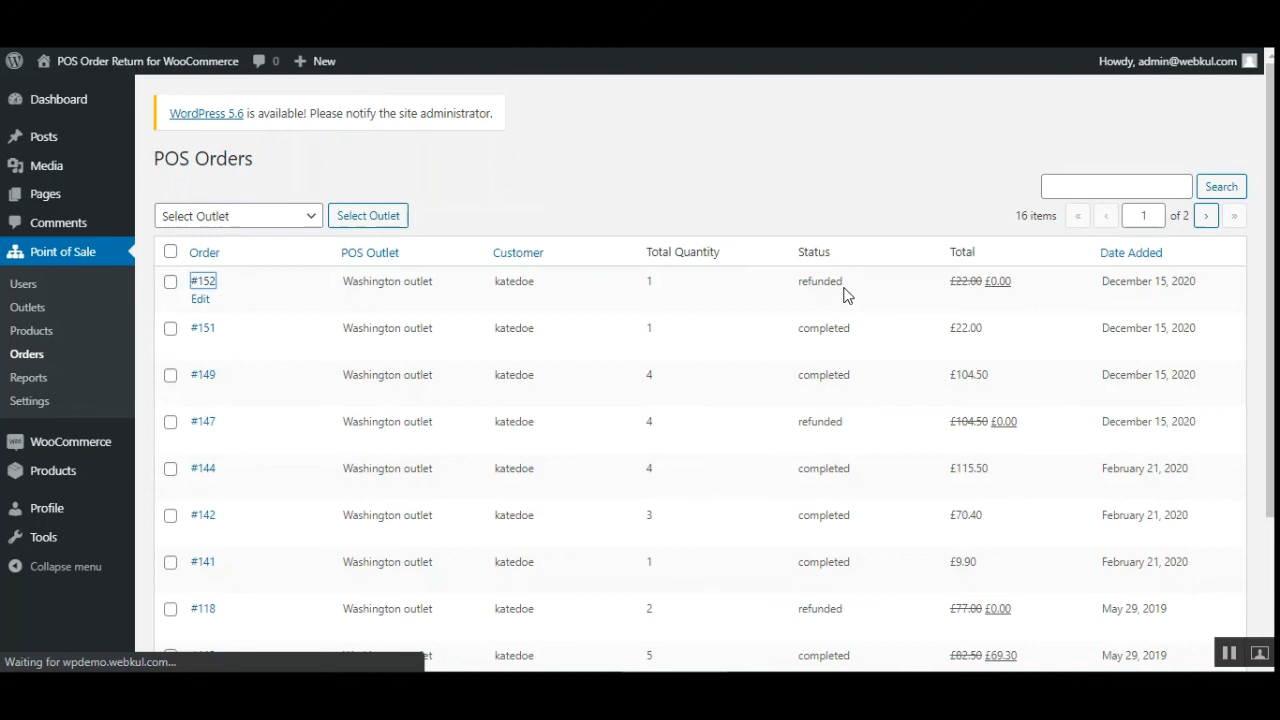 POS Order Return for WooCommerce 0 New Howdy, admin@webkul.com
Dashboard
Posts
Media
Pages
Comments
Point of Sale
Users
Outlets
Products
Orders
Reports
Settings
WooCommerce
Products
Profile
Tools
Collapse menu
WordPress 5.6 is available! Please notify the site administrator.
POS Orders
Search
Select Outlet Select Outlet 16 items « ‹ 1 of 2 › »
Order POS Outlet Customer Total Quantity Status Total Date Added
#152 Washington outlet katedoe 1 refunded £22.00 £0.00 December 15, 2020
Edit
#151 Washington outlet katedoe 1 completed £22.00 December 15, 2020
#149 Washington outlet katedoe 4 completed £104.50 December 15, 2020
#147 Washington outlet katedoe 4 refunded £104.50 £0.00 December 15, 2020
#144 Washington outlet katedoe 4 completed £115.50 February 21, 2020
#142 Washington outlet katedoe 3 completed £70.40 February 21, 2020
#141 Washington outlet katedoe 1 completed £9.90 February 21, 2020
#118 Washington outlet katedoe 2 refunded £77.00 £0.00 May 29, 2019
katedoe 5 completed £82.50 £69.30 May 29, 2019
Waiting for wpdemo.webkul.com...